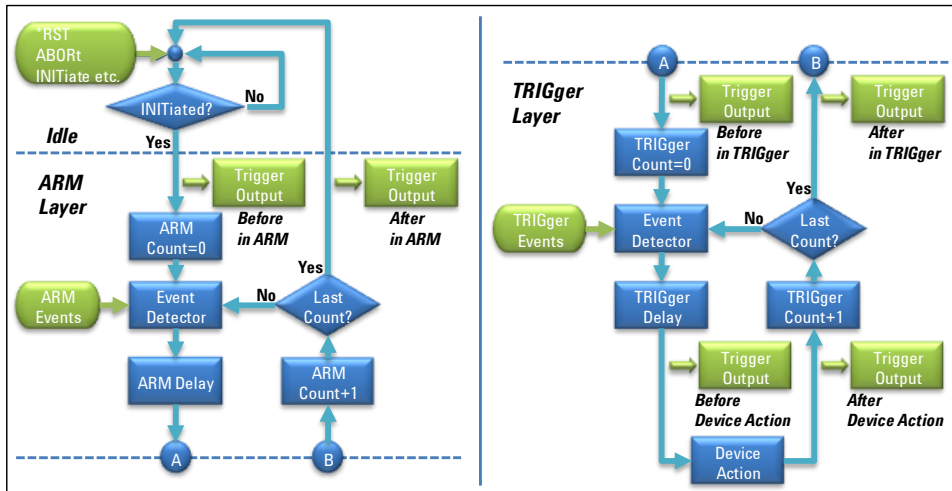 *RST
ABORt
INITiate etc.
INITiated?
No
Yes
Idle
ARM
Layer
Trigger
Output
Before
in ARM
Trigger
Output
After
in ARM
ARM
Count=0
Yes
ARM
Events
Event
Detector
No
Last
Count?
ARM Delay
ARM
Count+1
A
B
A
B
TRIGger
Layer
Trigger
Output
Before
in TRIGger
Trigger
Output
After
in TRIGger
TRIGger
Count=0
Yes
TRIGger
Events
Event
Detector
No
Last
Count?
TRIGger
Delay
TRIGger
Count+1
Trigger
Output
Before
Device Action
Trigger
Output
After
Device Action
Device
Action